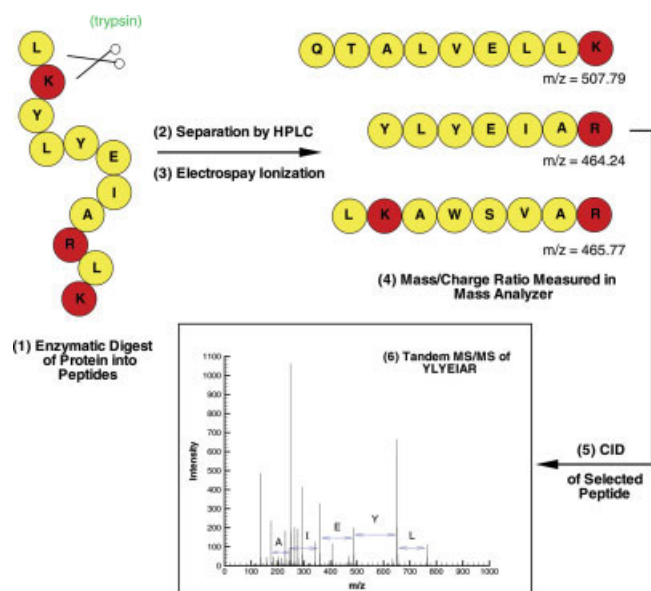 (trypsin)
L
K
Y
L
Y
E
I
A
R
L
K
(1) Enzymatic Digest
of Protein into
Peptides
(2) Separation by HPLC
(3) Electrospay Ionization
Q T A L V E L L K
m/z = 507.79
Y L Y E I A R
m/z = 464.24
L K A W S V A R
m/z = 465.77
(4) Mass/Charge Ratio Measured in
Mass Analyzer
(5) CID
of Selected
Peptide
(6) Tandem MS/MS of
YLYEIAR
Intensity
1100
1000
900
800
700
600
500
400
300
200
100
0
A I E Y L
0 100 200 300 400 500 600 700 800 900 1000
m/z